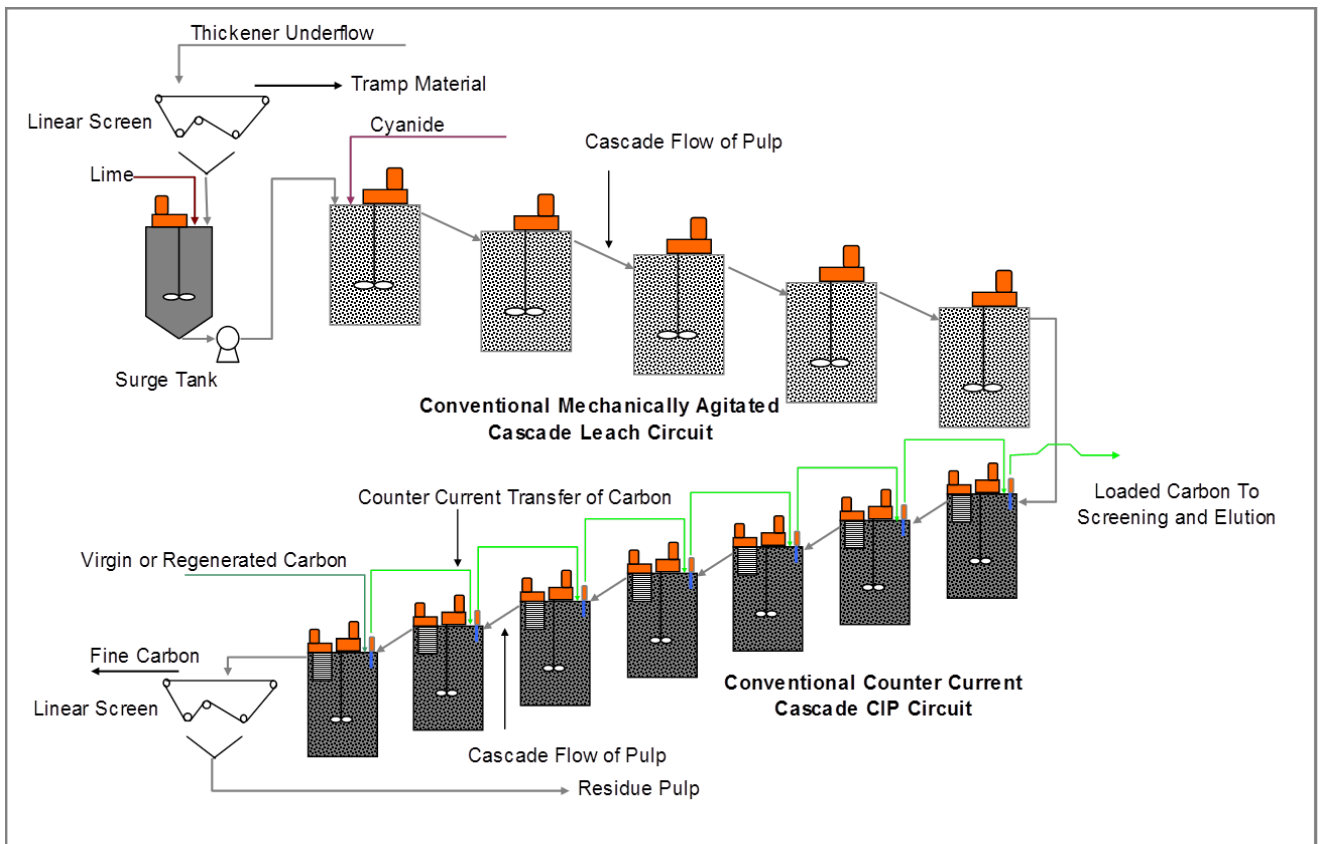 Thickener Underflow
Tramp Material
Linear Screen
Cyanide
Cascade Flow of Pulp
Lime
Surge Tank
Conventional Mechanically Agitated
Cascade Leach Circuit
Counter Current Transfer of Carbon
Loaded Carbon To
Screening and Elution
Virgin or Regenerated Carbon
Fine Carbon
Linear Screen
Conventional Counter Current
Cascade CIP Circuit
Cascade Flow of Pulp
Residue Pulp